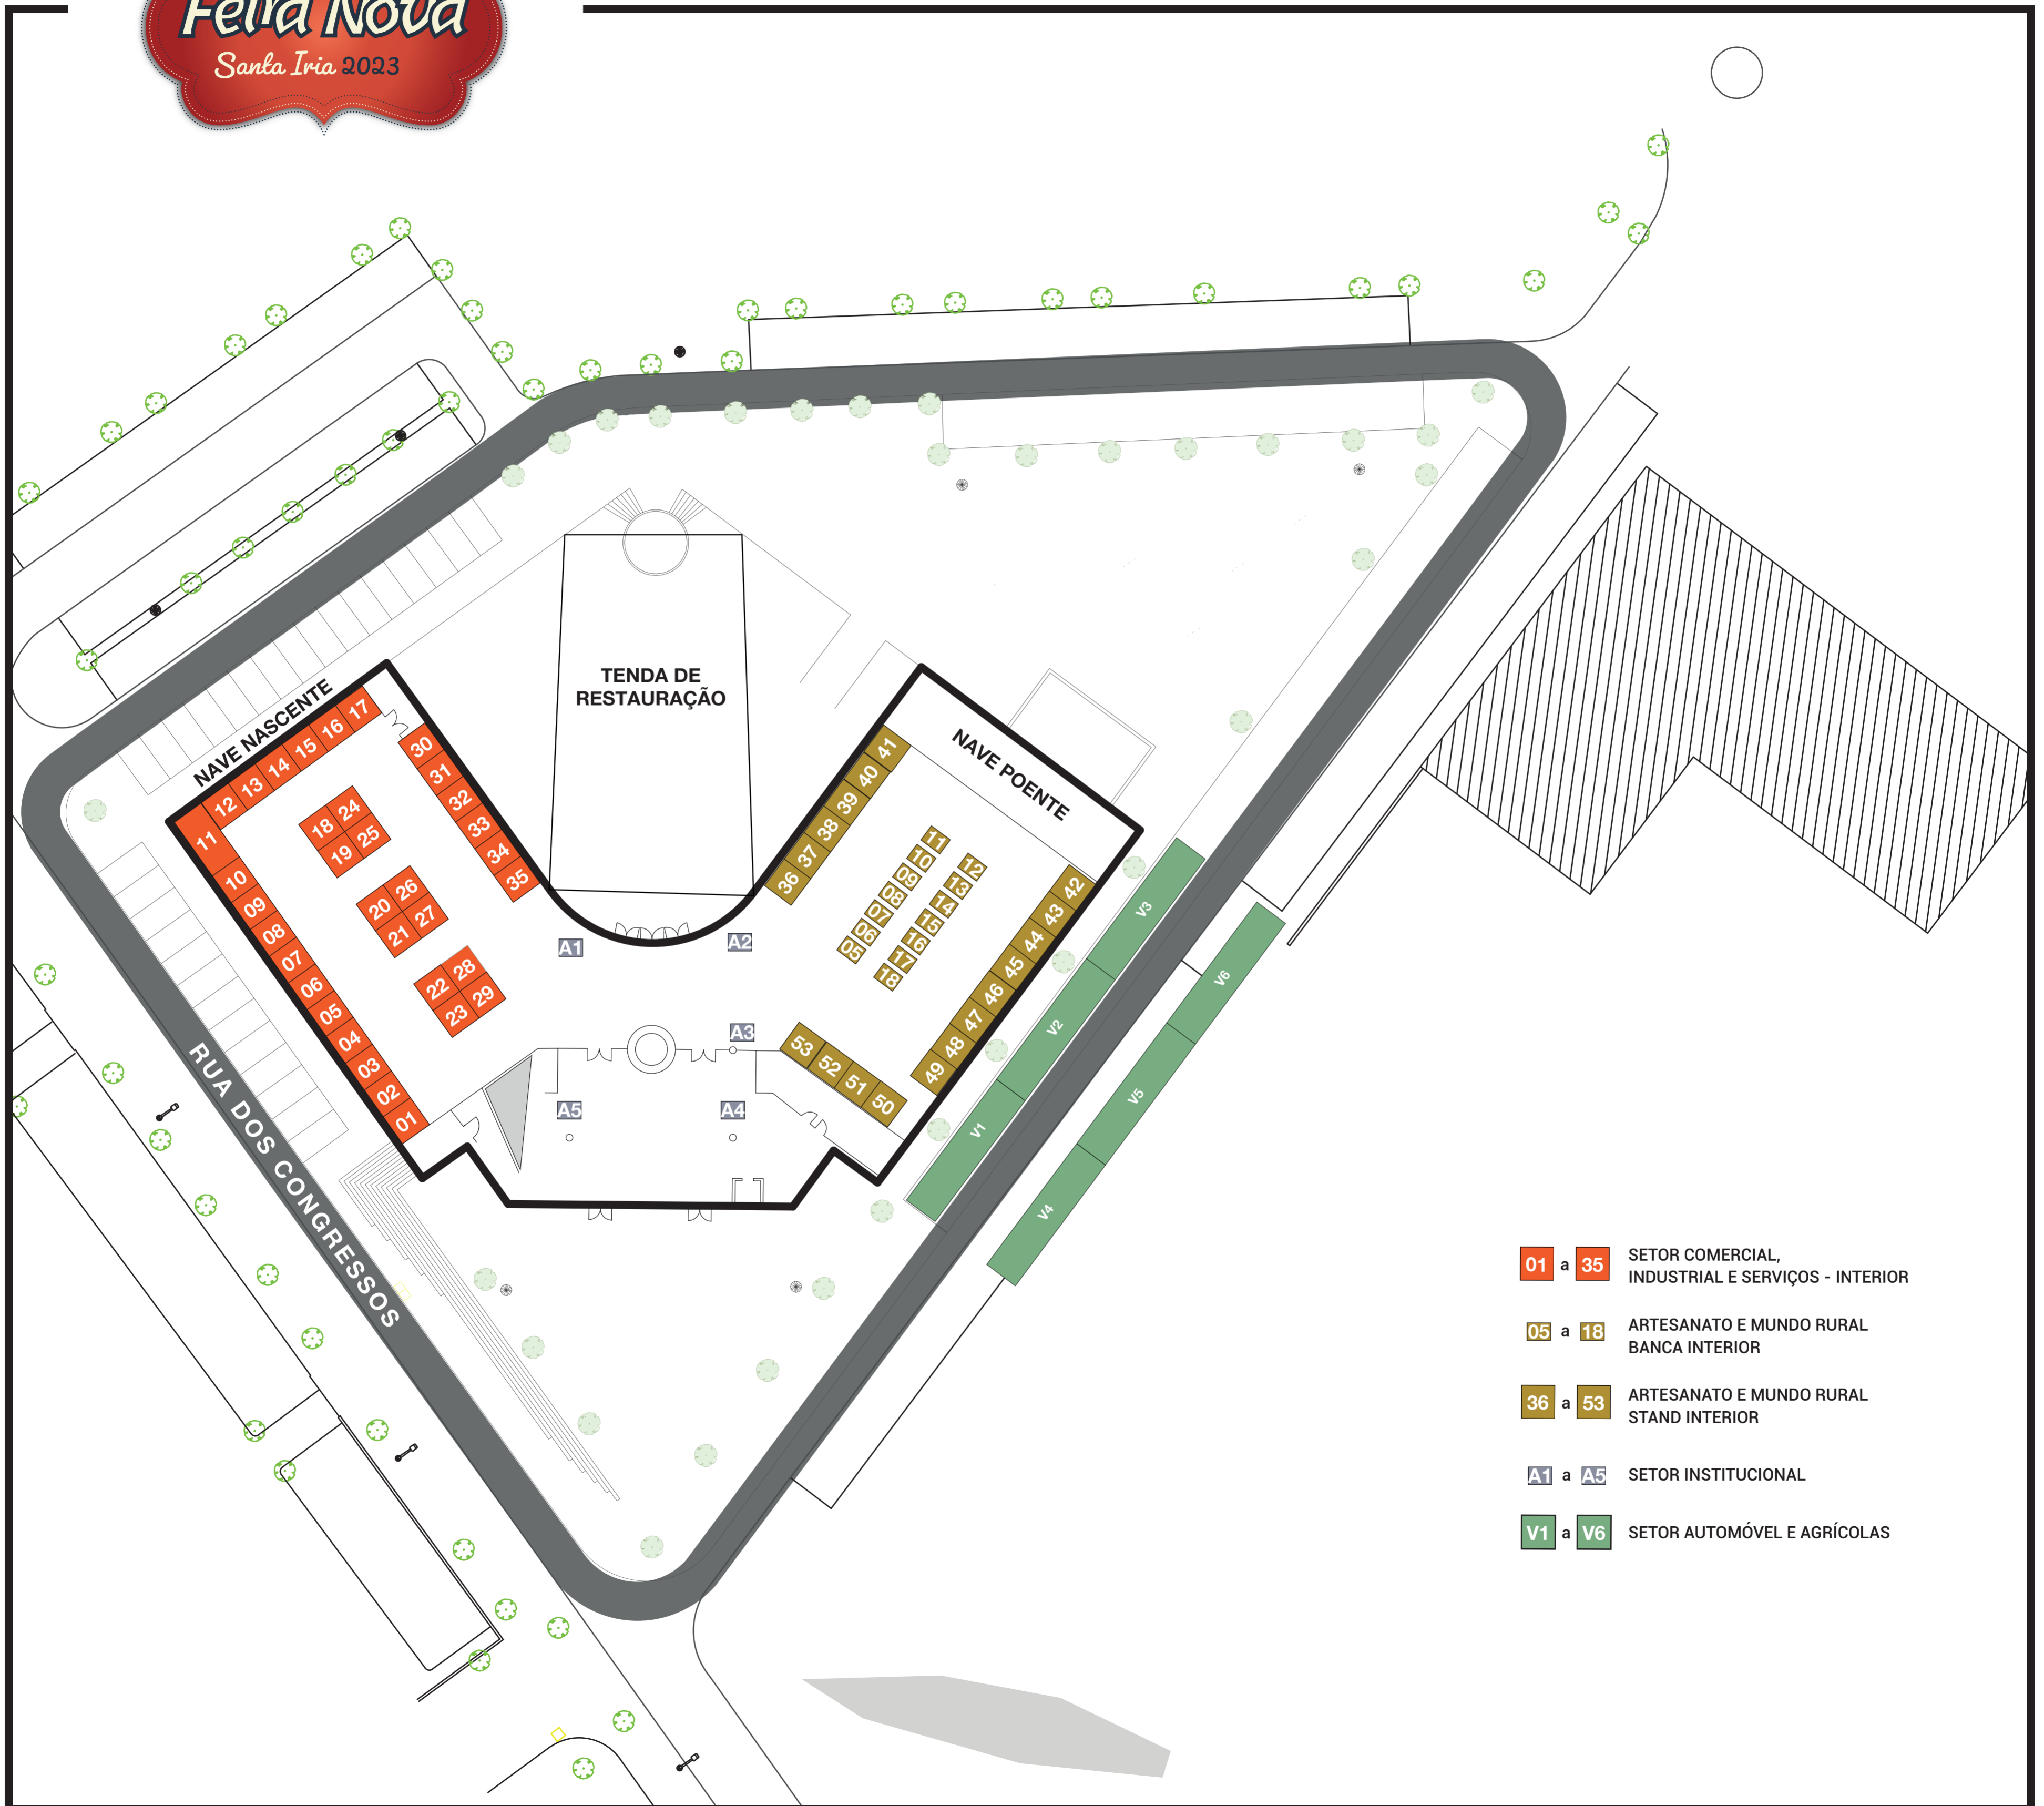 Feira Nova
Santa Iria 2023
TENDA DE
RESTAURAÇÃO
NAVE NASCENTE
NAVE POENTE
17
16
15
14
13
12
11
10
09
08
07
06
05
04
03
02
01
18 24
19 25
20 26
21 27
22 28
23 29
30
31
32
33
34
35
A1
A2
A3
A4
A5
41
40
39
38
37
36
11
10
09
08
07
06
05
12
13
14
15
16
17
18
42
43
44
45
46
47
48
49
53
52
51
50
V3
V2
V1
V6
V5
V4
RUA DOS CONGRESSOS
01 a 35 SETOR COMERCIAL,
INDUSTRIAL E SERVIÇOS - INTERIOR
05 a 18 ARTESANATO E MUNDO RURAL
BANCA INTERIOR
36 a 53 ARTESANATO E MUNDO RURAL
STAND INTERIOR
A1 a A5 SETOR INSTITUCIONAL
V1 a V6 SETOR AUTOMÓVEL E AGRÍCOLAS